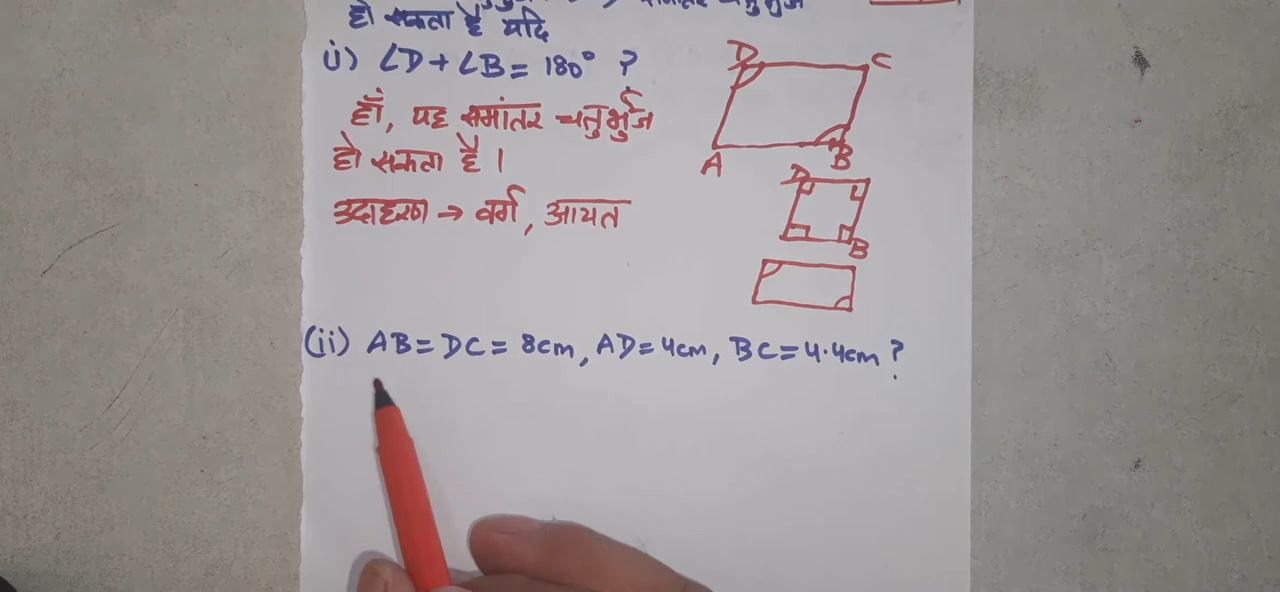 हो सकता है यदि
i) ∠D + ∠B = 180° ?
हाँ, यह समांतर चतुर्भुज
हो सकता है।
उदाहरण → वर्ग, आयत
D C
A B
D
B
(ii) AB = DC = 8cm, AD = 4cm, BC = 4.4cm ?